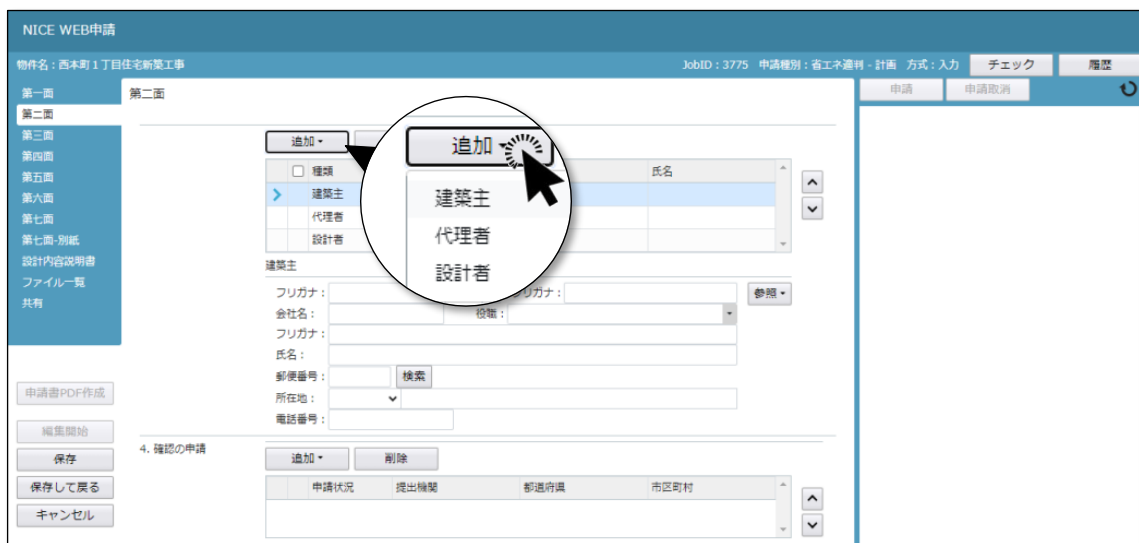 NICE WEB申請
物件名：西本町１丁目住宅新築工事 JobID：3775 申請種別：省エネ適判 - 計画 方式：入力 チェック 履歴
申請 申請取消
第一面
第二面
第三面
第四面
第五面
第六面
第七面
第七面-別紙
設計内容説明書
ファイル一覧
共有
申請書PDF作成
編集開始
保存
保存して戻る
キャンセル
第二面
追加
種類 氏名
建築主
代理者
設計者
追加
建築主
代理者
設計者
建築主
フリガナ： フリガナ： 参照
会社名： 役職：
フリガナ：
氏名：
郵便番号： 検索
所在地：
電話番号：
4. 確認の申請
追加 削除
申請状況 提出機関 都道府県 市区町村